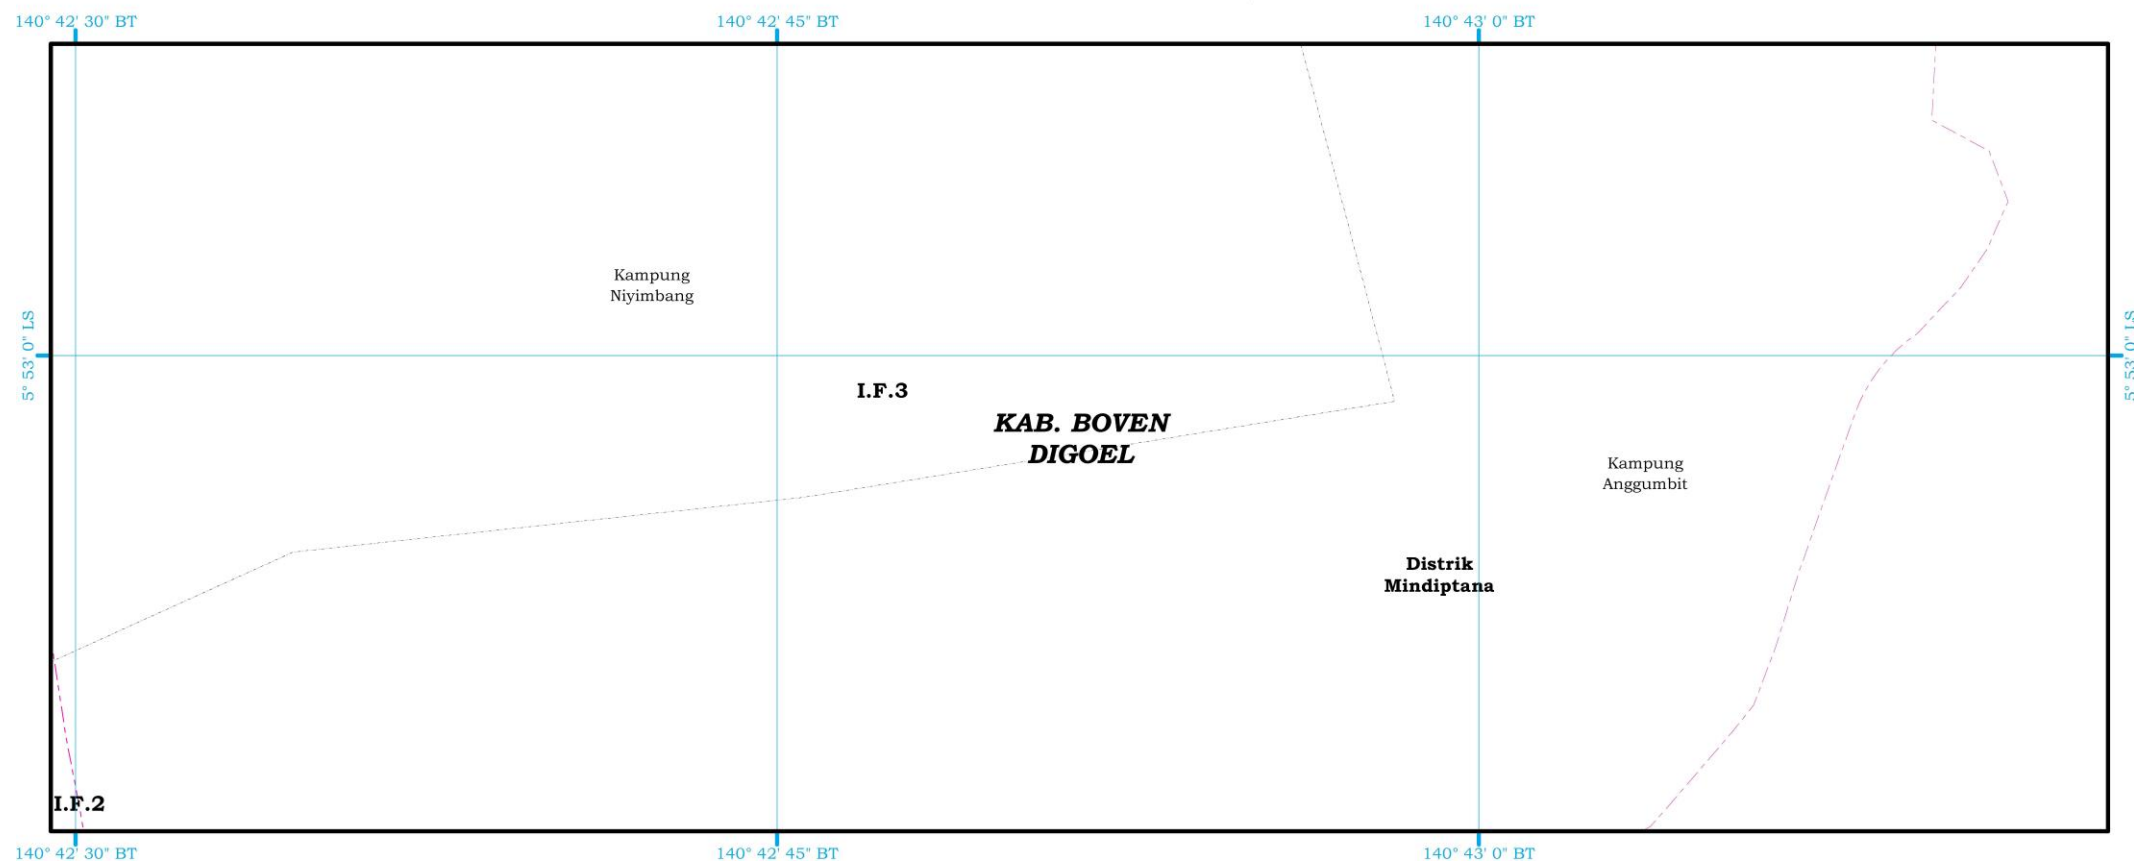 140° 42' 30" BT
140° 42' 45" BT
140° 43' 0" BT
Kampung
Niyimbang
5° 53' 0" LS
5° 53' 0" LS
I.F.3
KAB. BOVEN
DIGOEL
Kampung
Anggumbit
Distrik
Mindiptana
I.F.2
140° 42' 30" BT
140° 42' 45" BT
140° 43' 0" BT